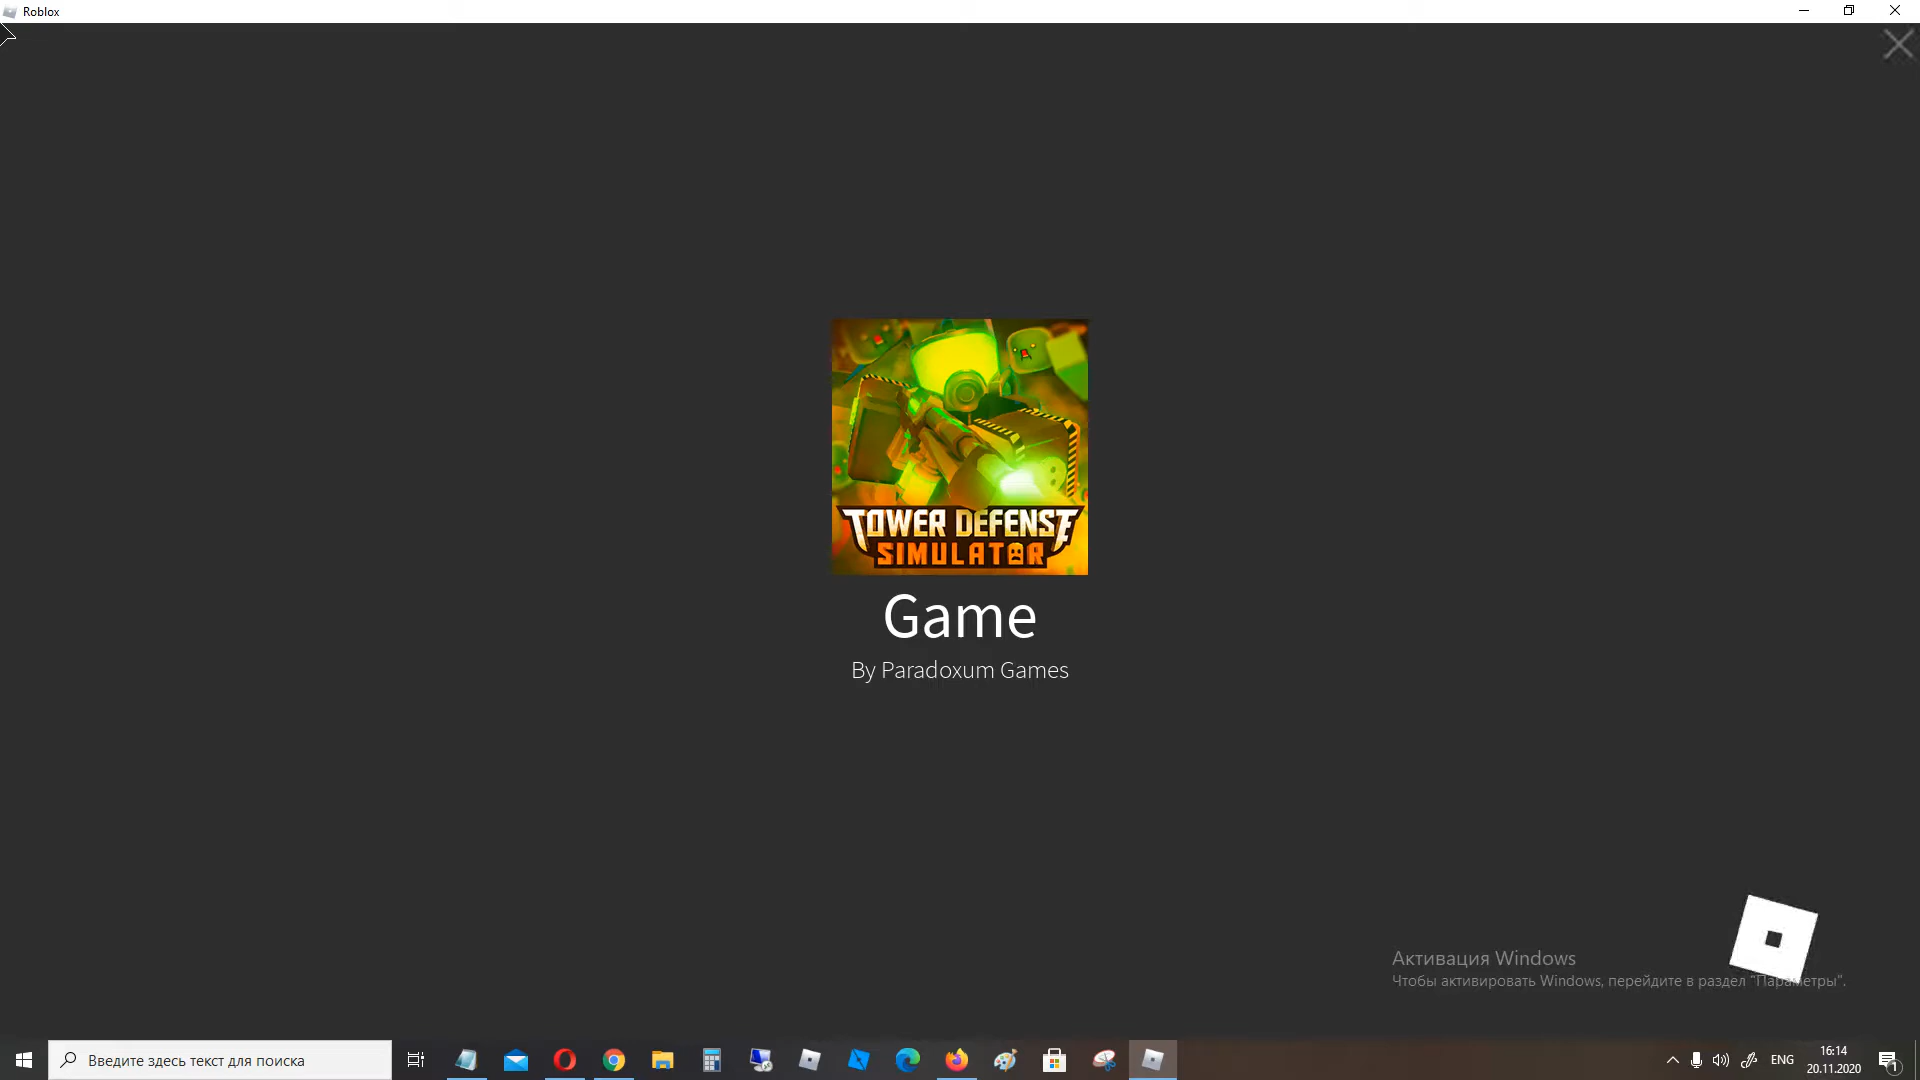 Roblox
TOWER DEFENSE
SIMULATOR
Game
By Paradoxum Games
Активация Windows
Чтобы активировать Windows, перейдите в раздел "Параметры".
Введите здесь текст для поиска
ENG
16:14
20.11.2020
1